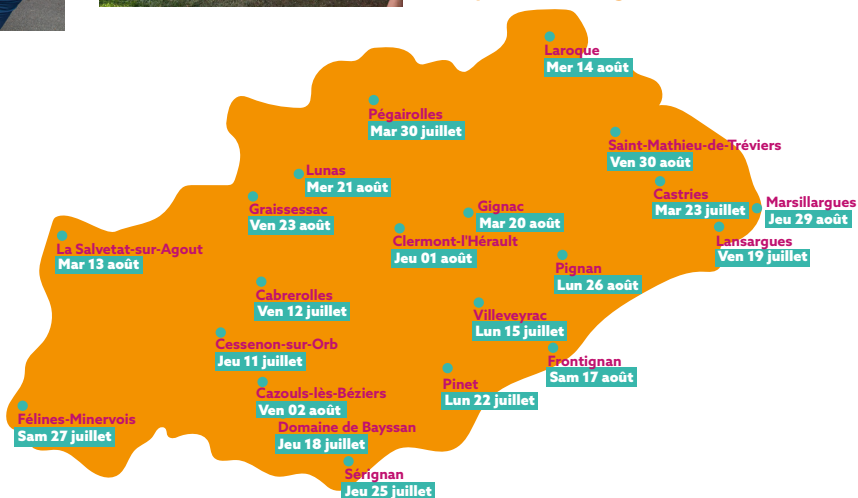 Laroque
Mer 14 août
Pégairolles
Mar 30 juillet
Saint-Mathieu-de-Tréviers
Ven 30 août
Lunas
Mer 21 août
Castries
Mar 23 juillet
Marsillargues
Jeu 29 août
Graissessac
Ven 23 août
Gignac
Mar 20 août
Clermont-l'Hérault
Jeu 01 août
Lansargues
Ven 19 juillet
La Salvetat-sur-Agout
Mar 13 août
Pignan
Lun 26 août
Cabrerolles
Ven 12 juillet
Villeveyrac
Lun 15 juillet
Cessenon-sur-Orb
Jeu 11 juillet
Frontignan
Sam 17 août
Pinet
Lun 22 juillet
Cazouls-lès-Béziers
Ven 02 août
Félines-Minervois
Sam 27 juillet
Domaine de Bayssan
Jeu 18 juillet
Sérignan
Jeu 25 juillet